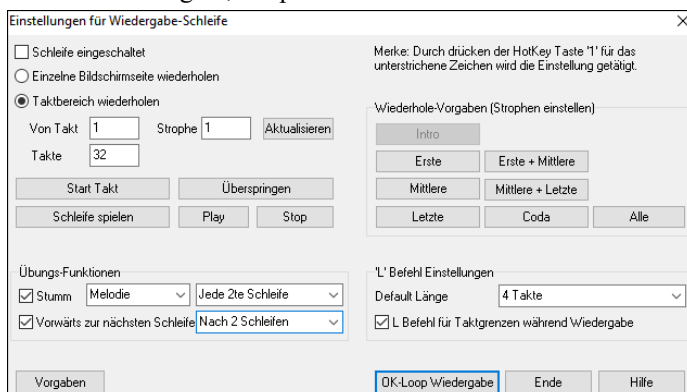 Einstellungen für Wiedergabe-Schleife
Schleife eingeschaltet
Einzelne Bildschirmseite wiederholen
Taktbereich wiederholen
Von Takt 1 Strophe 1 Aktualisieren
Takte 32
Start Takt Überspringen
Schleife spielen Play Stop
Merke: Durch drücken der HotKey Taste '1' für das
unterstrichene Zeichen wird die Einstellung getätigt.
Wiederhole-Vorgaben (Strophen einstellen)
Intro
Erste Erste + Mittlere
Mittlere Mittlere + Letzte
Letzte Coda Alle
Übungs-Funktionen
Stumm Melodie Jede 2te Schleife
Vorwärts zur nächsten Schleife Nach 2 Schleifen
'L' Befehl Einstellungen
Default Länge 4 Takte
L Befehl für Taktgrenzen während Wiedergabe
Vorgaben OK-Loop Wiedergabe Ende Hilfe